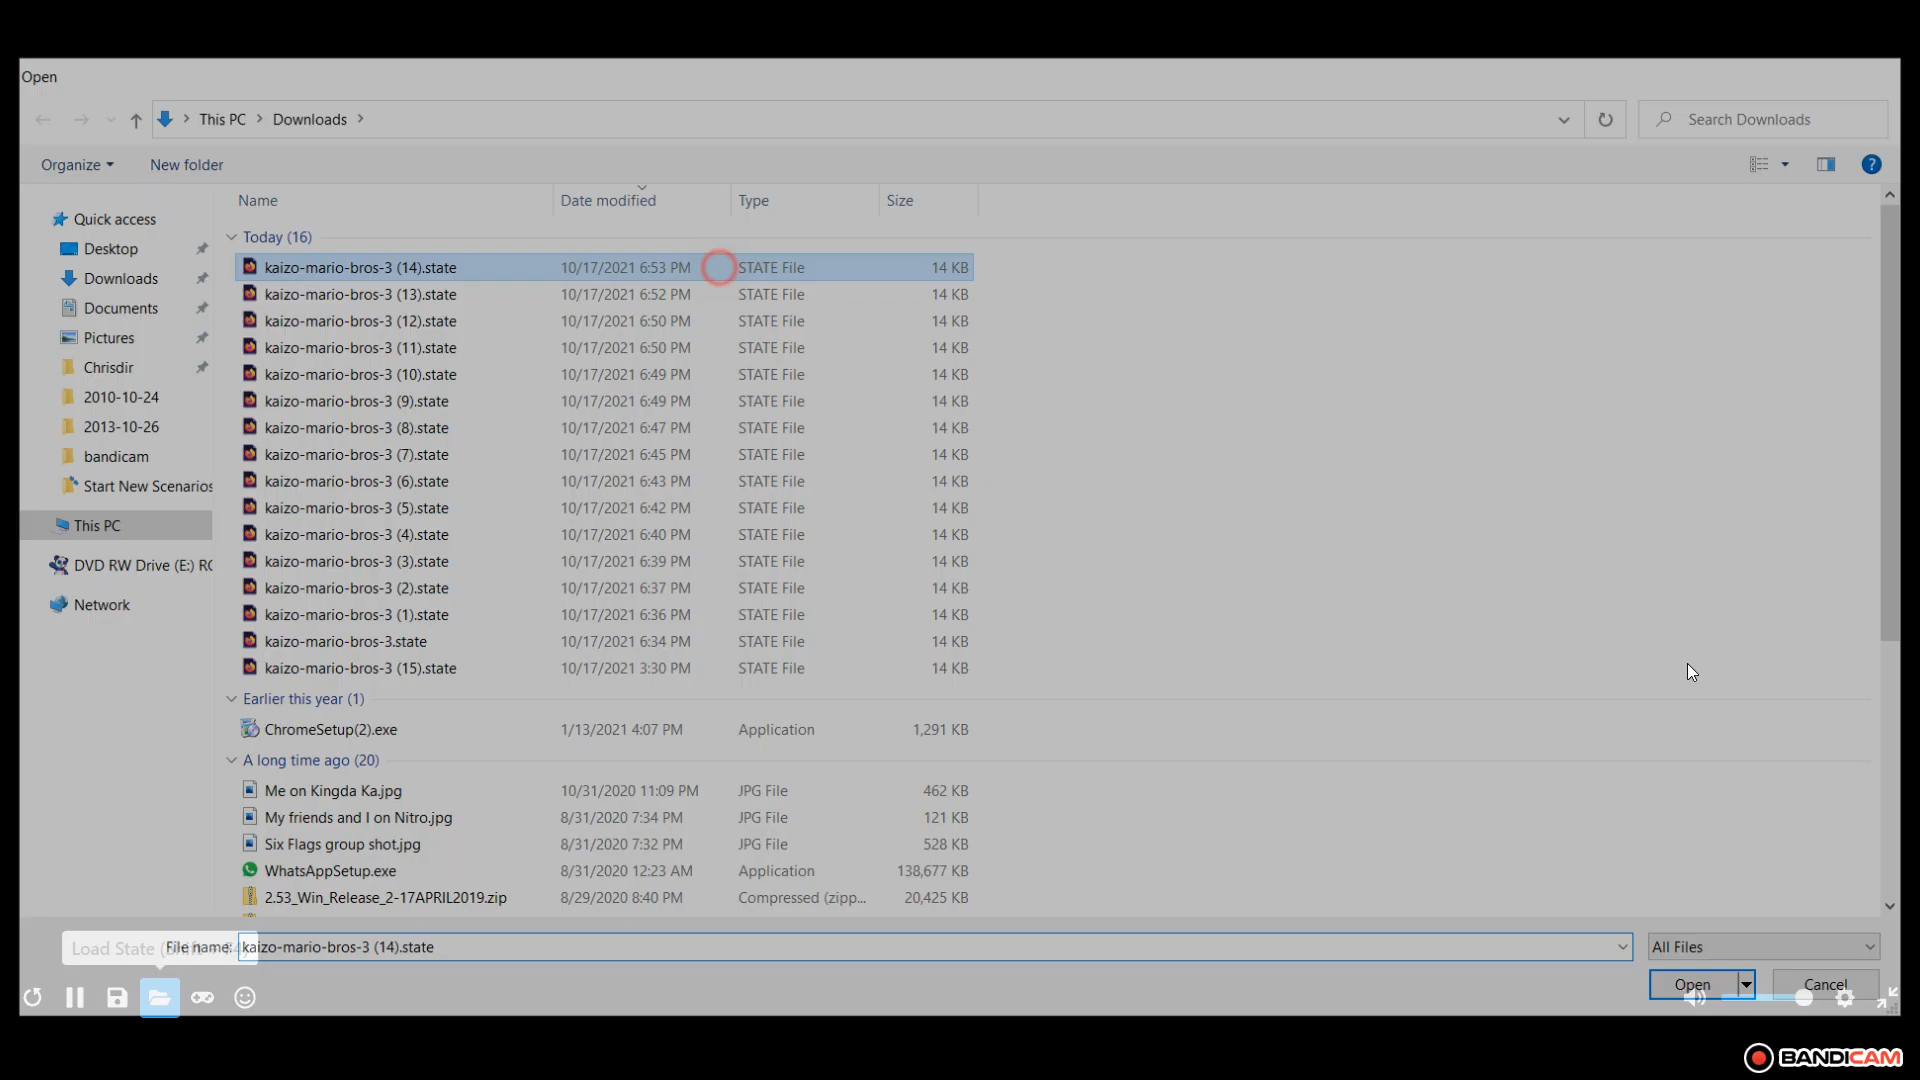 Open
This PC > Downloads >
Search Downloads
Organize
New folder
?
Name
Date modified
Type
Size
Quick access
Desktop
Downloads
Documents
Pictures
Chrisdir
2010-10-24
2013-10-26
bandicam
Start New Scenarios
This PC
DVD RW Drive (E:) RC
Network
Today (16)
kaizo-mario-bros-3 (14).state 10/17/2021 6:53 PM STATE File 14 KB
kaizo-mario-bros-3 (13).state 10/17/2021 6:52 PM STATE File 14 KB
kaizo-mario-bros-3 (12).state 10/17/2021 6:50 PM STATE File 14 KB
kaizo-mario-bros-3 (11).state 10/17/2021 6:50 PM STATE File 14 KB
kaizo-mario-bros-3 (10).state 10/17/2021 6:49 PM STATE File 14 KB
kaizo-mario-bros-3 (9).state 10/17/2021 6:49 PM STATE File 14 KB
kaizo-mario-bros-3 (8).state 10/17/2021 6:47 PM STATE File 14 KB
kaizo-mario-bros-3 (7).state 10/17/2021 6:45 PM STATE File 14 KB
kaizo-mario-bros-3 (6).state 10/17/2021 6:43 PM STATE File 14 KB
kaizo-mario-bros-3 (5).state 10/17/2021 6:42 PM STATE File 14 KB
kaizo-mario-bros-3 (4).state 10/17/2021 6:40 PM STATE File 14 KB
kaizo-mario-bros-3 (3).state 10/17/2021 6:39 PM STATE File 14 KB
kaizo-mario-bros-3 (2).state 10/17/2021 6:37 PM STATE File 14 KB
kaizo-mario-bros-3 (1).state 10/17/2021 6:36 PM STATE File 14 KB
kaizo-mario-bros-3.state 10/17/2021 6:34 PM STATE File 14 KB
kaizo-mario-bros-3 (15).state 10/17/2021 3:30 PM STATE File 14 KB
Earlier this year (1)
ChromeSetup(2).exe 1/13/2021 4:07 PM Application 1,291 KB
A long time ago (20)
Me on Kingda Ka.jpg 10/31/2020 11:09 PM JPG File 462 KB
My friends and I on Nitro.jpg 8/31/2020 7:34 PM JPG File 121 KB
Six Flags group shot.jpg 8/31/2020 7:32 PM JPG File 528 KB
WhatsAppSetup.exe 8/31/2020 12:23 AM Application 138,677 KB
2.53_Win_Release_2-17APRIL2019.zip 8/29/2020 8:40 PM Compressed (zipp... 20,425 KB
Load State
File name: kaizo-mario-bros-3 (14).state
All Files
Open
Cancel
BANDICAM